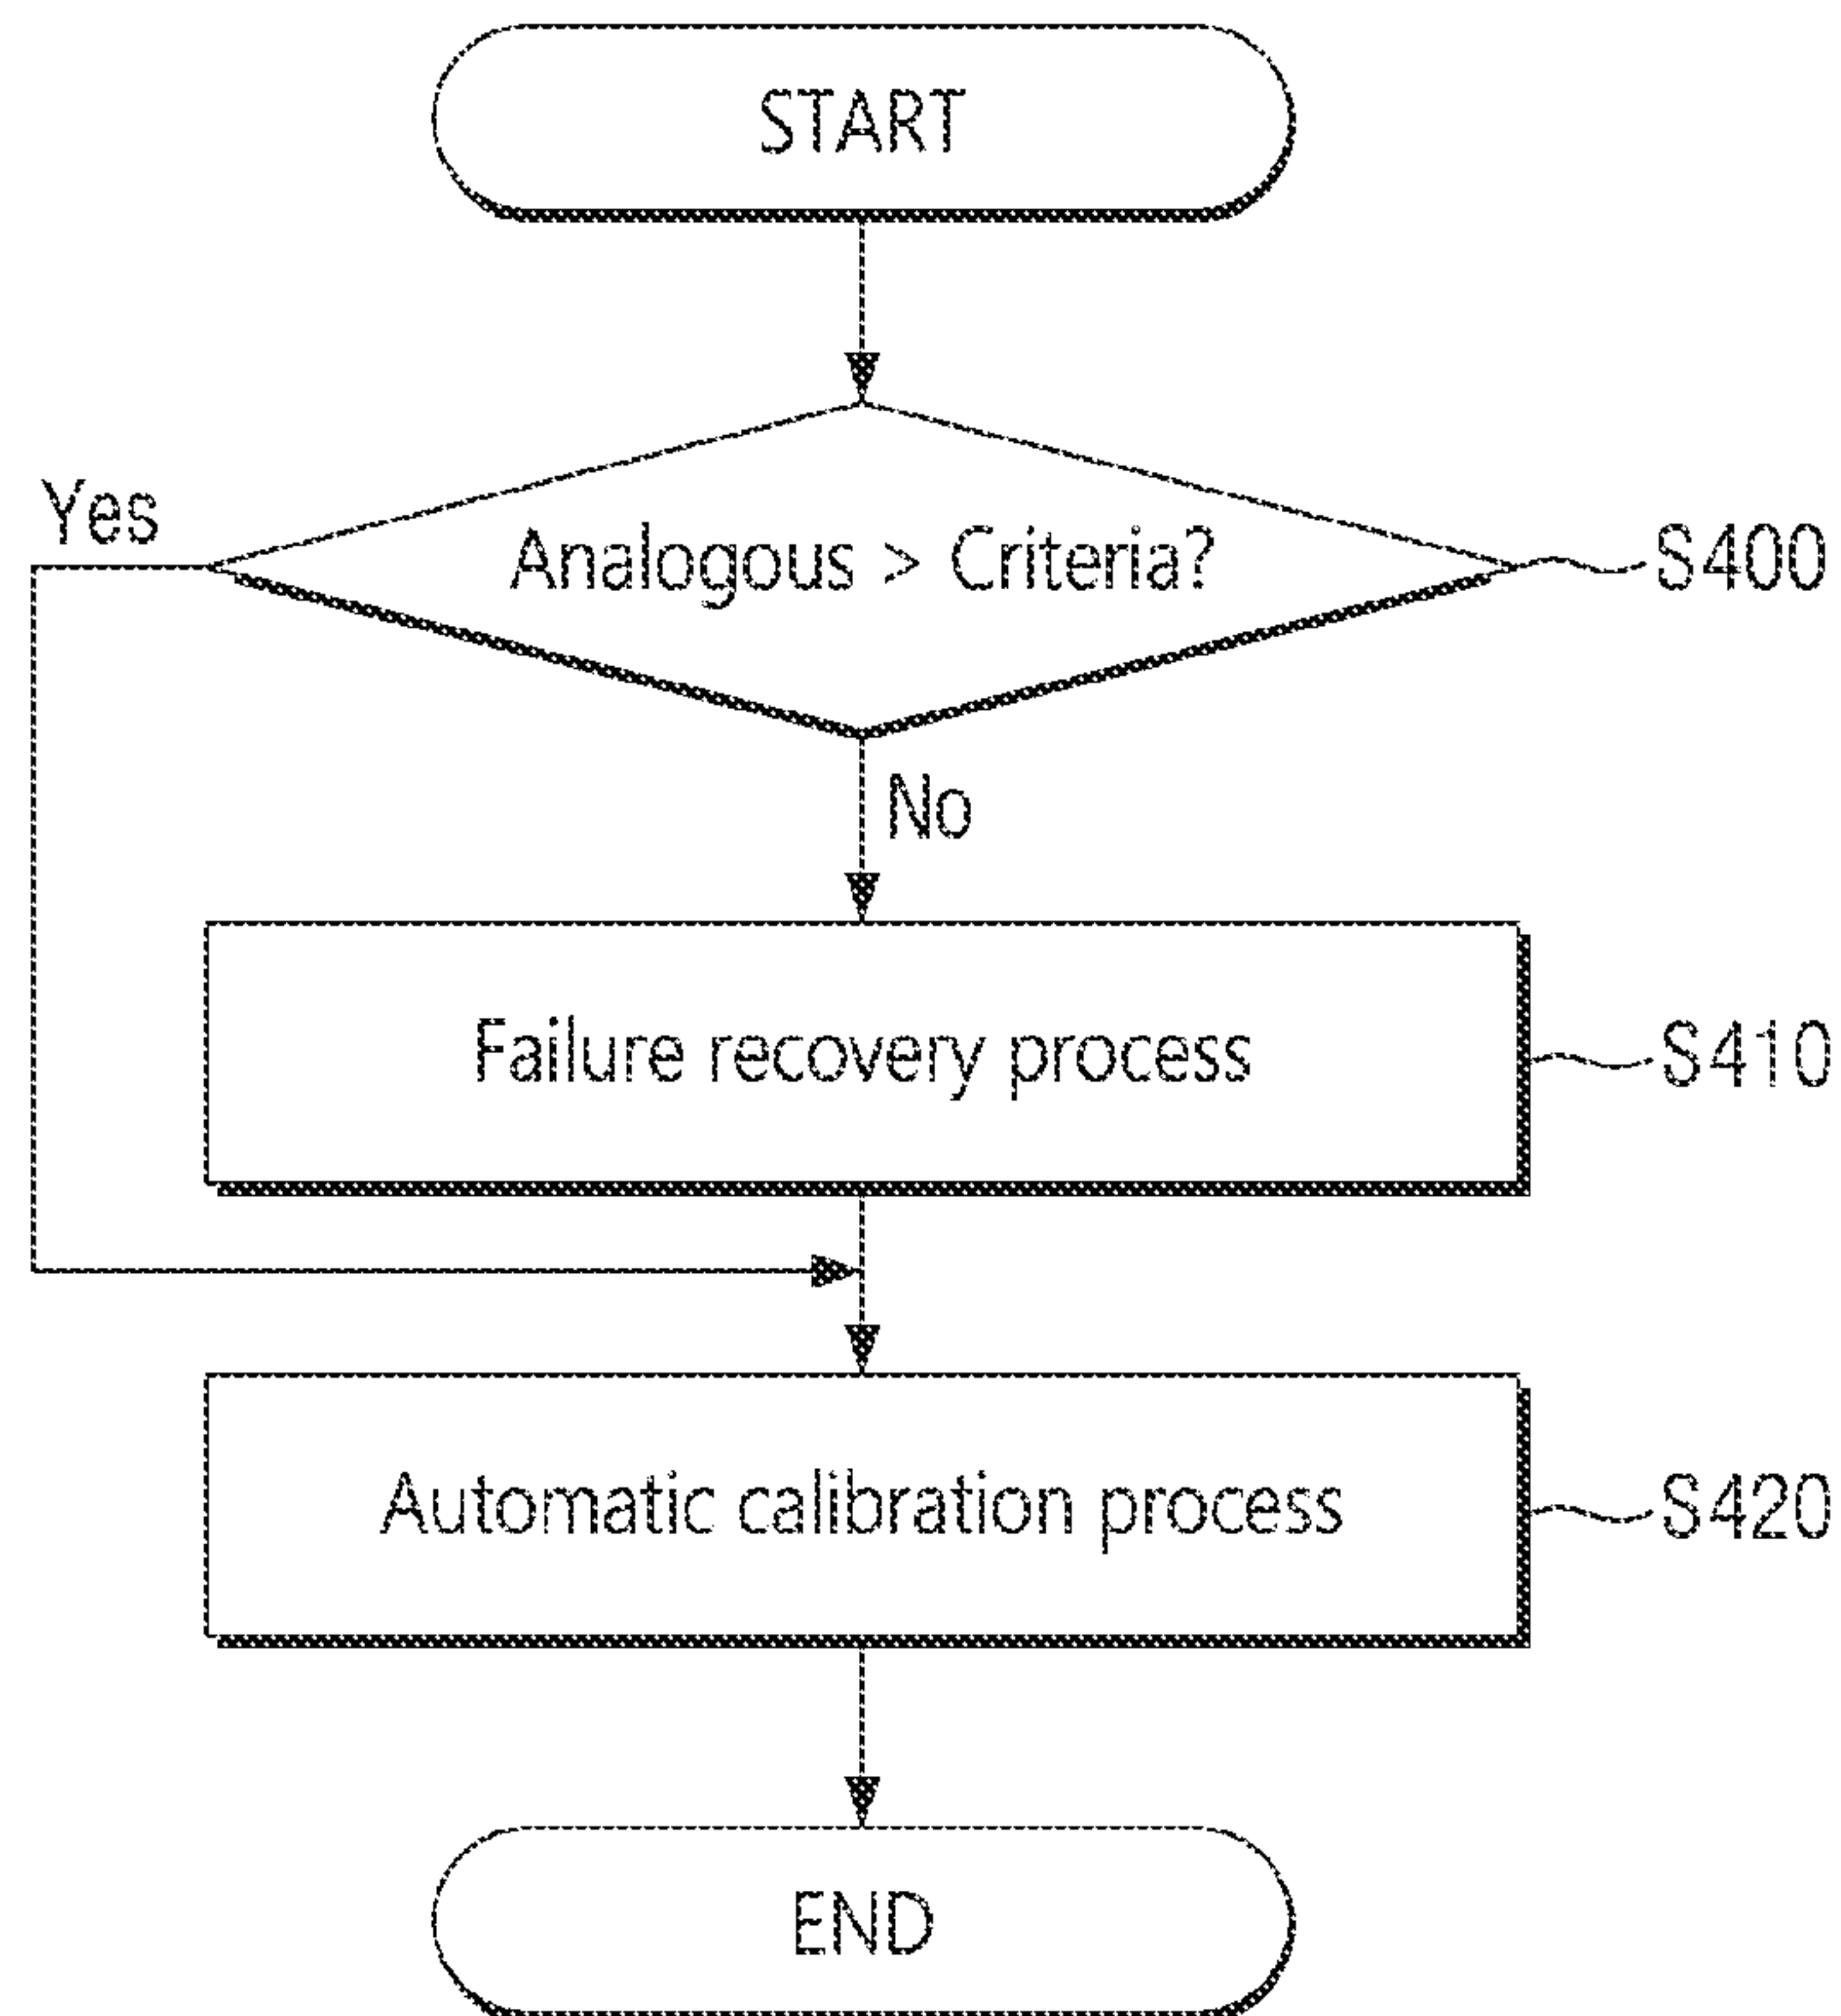 START
Yes
Analogous > Criteria?
S400
No
Failure recovery process
S410
Automatic calibration process
S420
END